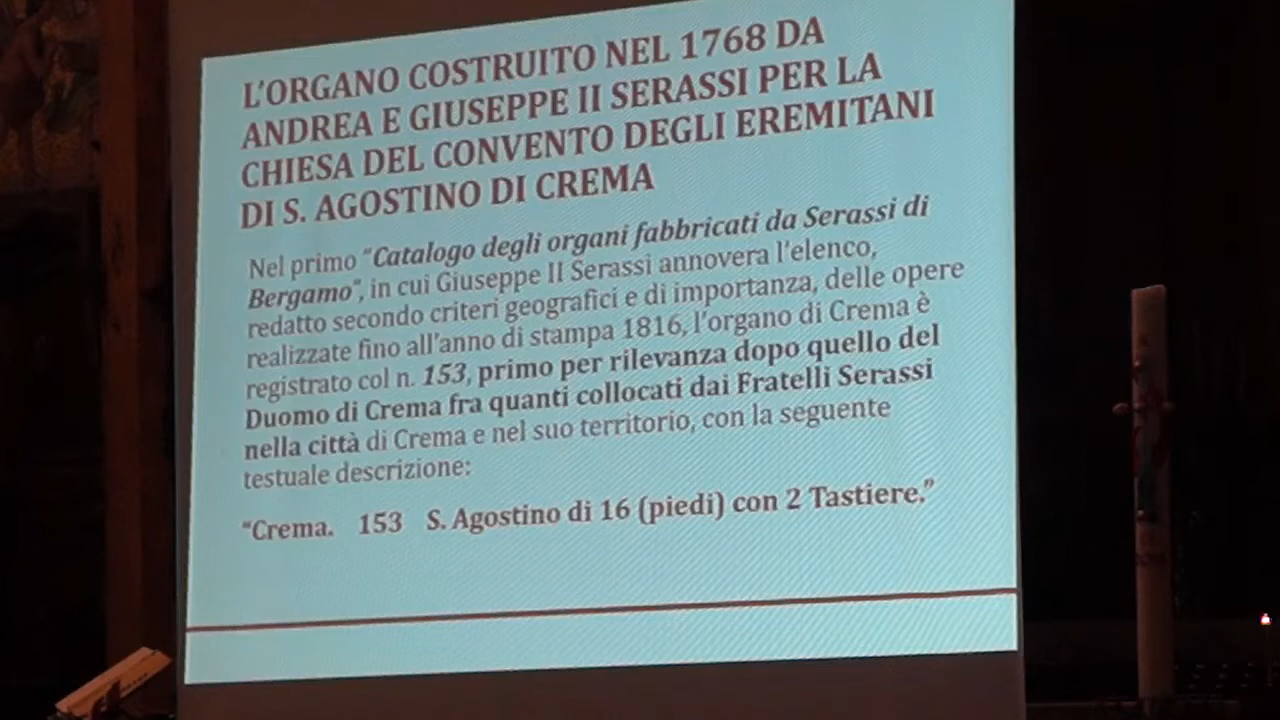 L'ORGANO COSTRUITO NEL 1768 DA
ANDREA E GIUSEPPE II SERASSI PER LA
CHIESA DEL CONVENTO DEGLI EREMITANI
DI S. AGOSTINO DI CREMA
Nel primo "Catalogo degli organi fabbricati da Serassi di
Bergamo", in cui Giuseppe II Serassi annovera l'elenco,
redatto secondo criteri geografici e di importanza, delle opere
realizzate fino all'anno di stampa 1816, l'organo di Crema è
registrato col n. 153, primo per rilevanza dopo quello del
Duomo di Crema fra quanti collocati dai Fratelli Serassi
nella città di Crema e nel suo territorio, con la seguente
testuale descrizione:
"Crema. 153 S. Agostino di 16 (piedi) con 2 Tastiere."